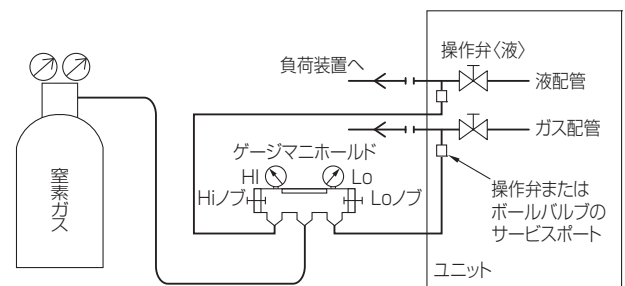 操作弁〈液〉
負荷装置へ
液配管
ガス配管
ゲージマニホールド
HI
Lo
Hiノブ
Loノブ
窒素ガス
操作弁または
ボールバルブの
サービスポート
ユニット